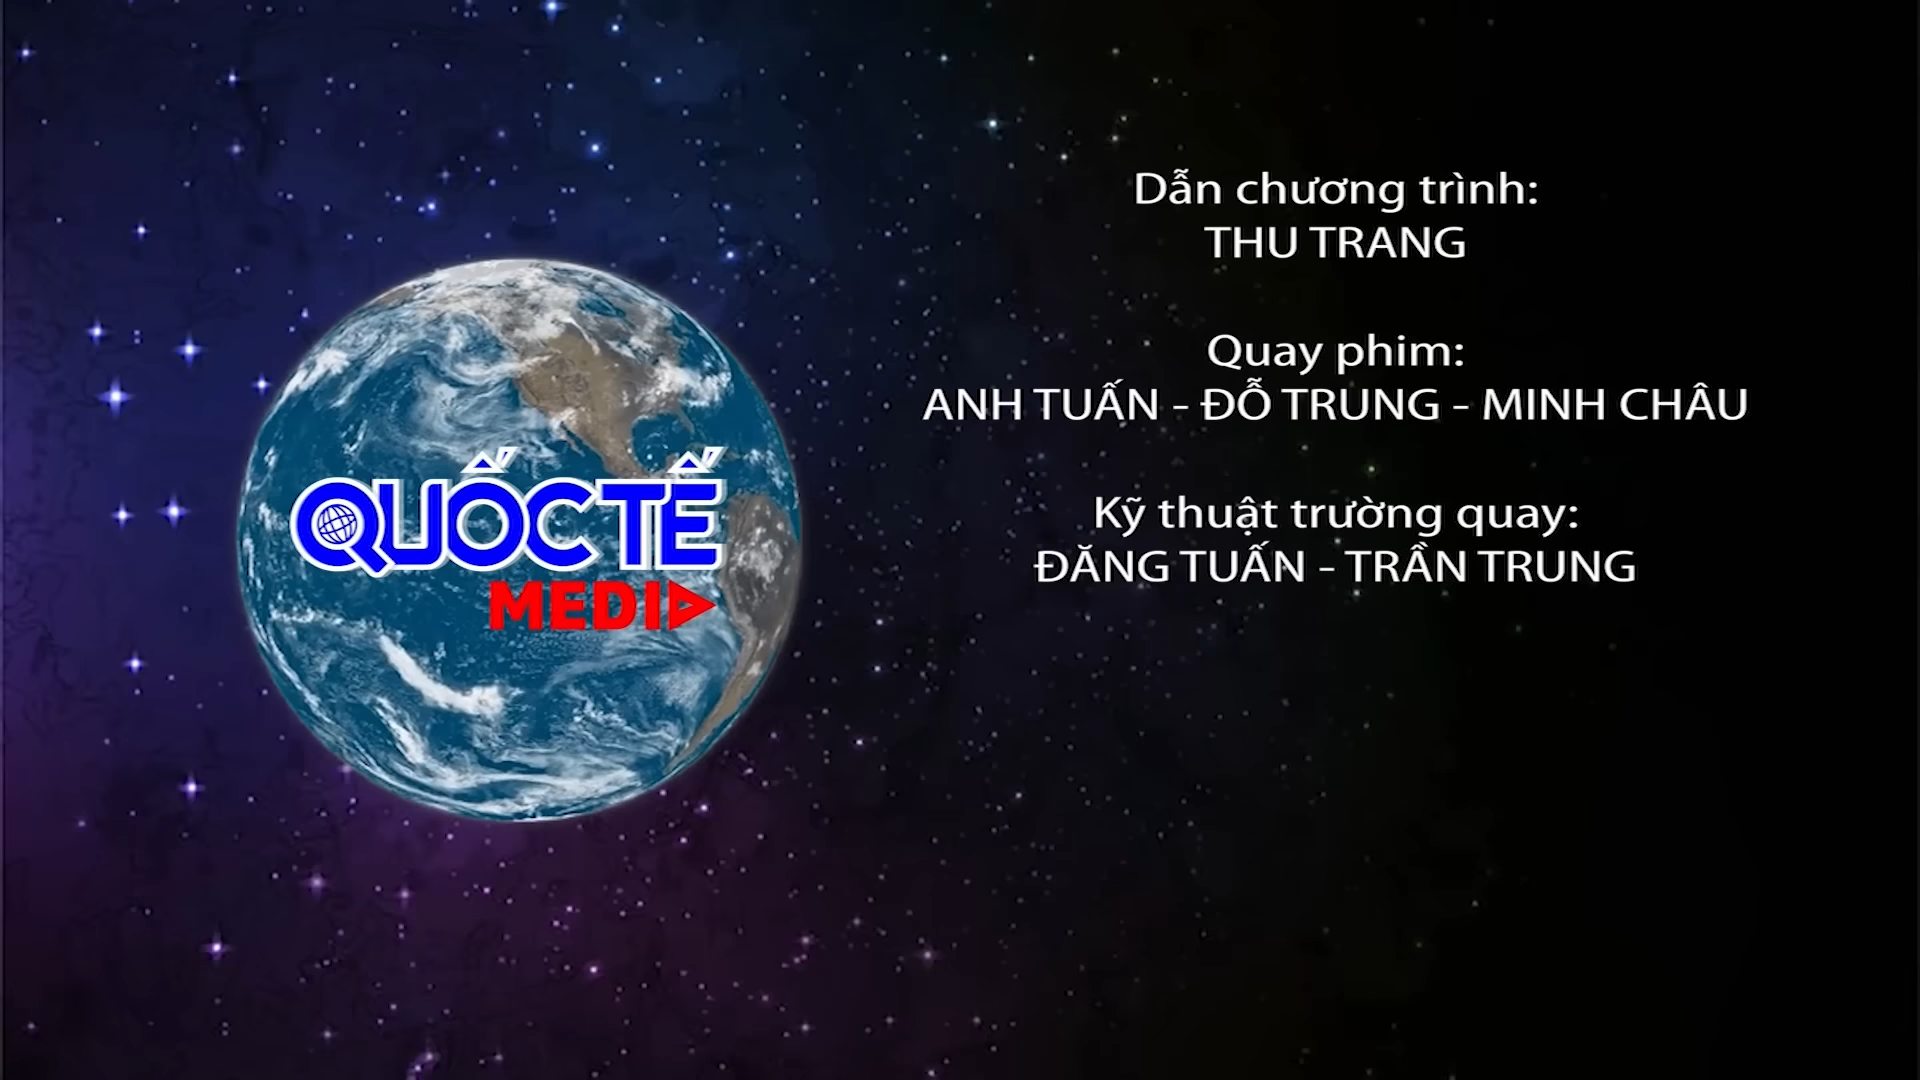 QUỐC TẾ
MEDIA
Dẫn chương trình:
THU TRANG
Quay phim:
ANH TUẤN - ĐỖ TRUNG - MINH CHÂU
Kỹ thuật trường quay:
ĐĂNG TUẤN - TRẦN TRUNG